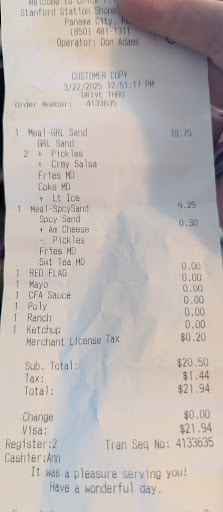 Welcome to Chick-fil
Stanford Station Shopp
Panama City, F
(850) 481-1311
Operator: Don Adams
CUSTOMER COPY
3/22/2025 12:51:17 PM
DRIVE THRU
Order Number: 4133635
1 Meal-GRL Sand 10.75
GRL Sand
2 + Pickles
+ Crmy Salsa
Fries MD
Coke MD
+ Lt Ice
1 Meal-SpcySand 9.25
Spcy Sand
+ Am Cheese 0.30
- Pickles
Fries MD
Swt Tea MD
1 RED FLAG 0.00
1 Mayo 0.00
1 CFA Sauce 0.00
1 Poly 0.00
1 Ranch 0.00
1 Ketchup 0.00
Merchant License Tax $0.20
Sub. Total: $20.50
Tax: $1.44
Total: $21.94
Change $0.00
Visa: $21.94
Register:2 Tran Seq No: 4133635
Cashier:Ann
It was a pleasure serving you!
Have a wonderful day.